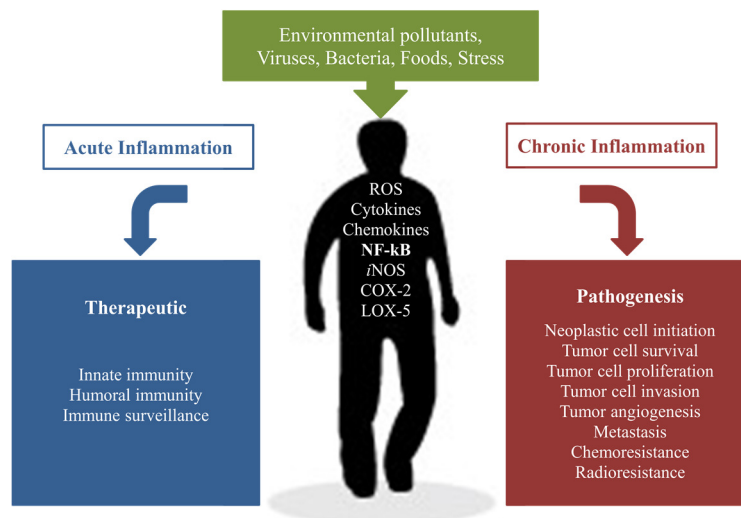 Environmental pollutants,
Viruses, Bacteria, Foods, Stress
Acute Inflammation
Chronic Inflammation
ROS
Cytokines
Chemokines
NF-kB
iNOS
COX-2
LOX-5
Therapeutic
Innate immunity
Humoral immunity
Immune surveillance
Pathogenesis
Neoplastic cell initiation
Tumor cell survival
Tumor cell proliferation
Tumor cell invasion
Tumor angiogenesis
Metastasis
Chemoresistance
Radioresistance